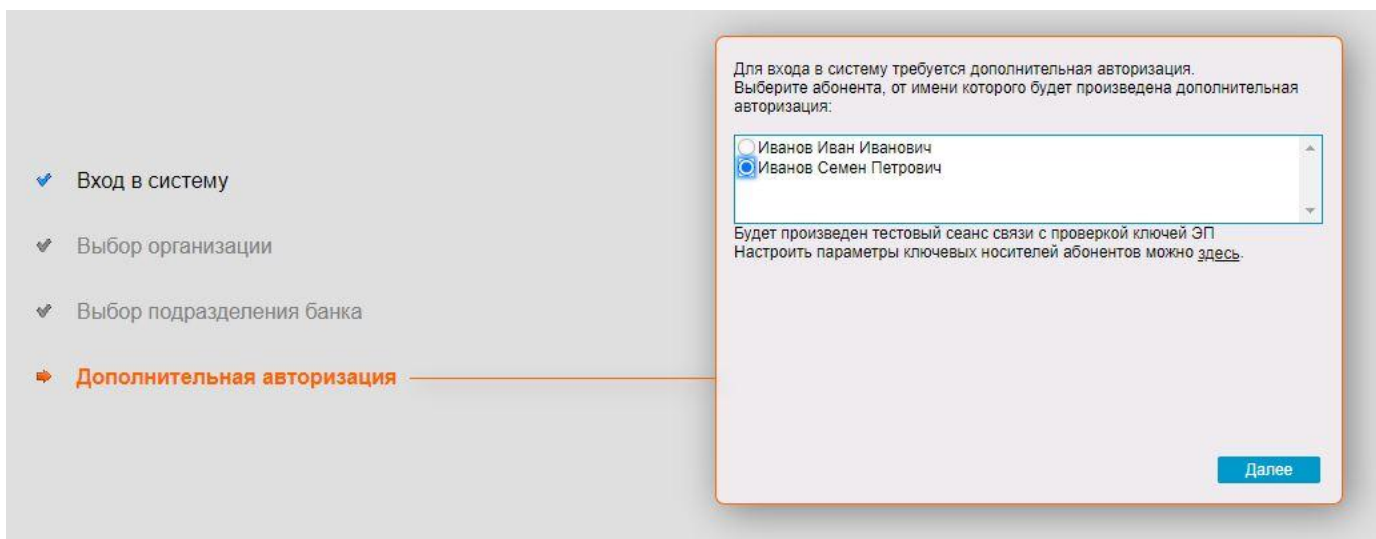 Вход в систему
Выбор организации
Выбор подразделения банка
Дополнительная авторизация
Для входа в систему требуется дополнительная авторизация.
Выберите абонента, от имени которого будет произведена дополнительная
авторизация:
Иванов Иван Иванович
Иванов Семен Петрович
Будет произведен тестовый сеанс связи с проверкой ключей ЭП
Настроить параметры ключевых носителей абонентов можно здесь.
Далее